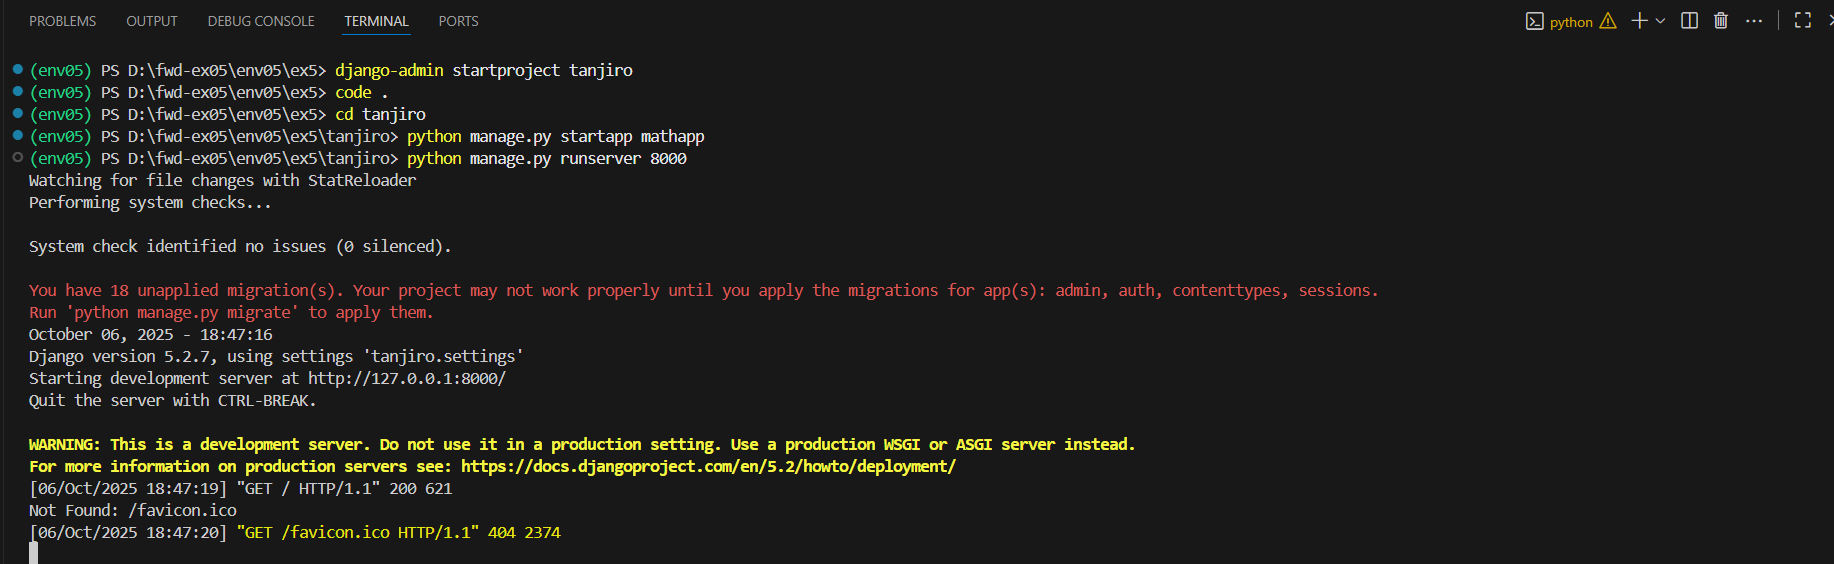 PROBLEMS OUTPUT DEBUG CONSOLE TERMINAL PORTS python
(env05) PS D:\fwd-ex05\env05\ex5> django-admin startproject tanjiro
(env05) PS D:\fwd-ex05\env05\ex5> code .
(env05) PS D:\fwd-ex05\env05\ex5> cd tanjiro
(env05) PS D:\fwd-ex05\env05\ex5\tanjiro> python manage.py startapp mathapp
(env05) PS D:\fwd-ex05\env05\ex5\tanjiro> python manage.py runserver 8000
Watching for file changes with StatReloader
Performing system checks...
System check identified no issues (0 silenced).
You have 18 unapplied migration(s). Your project may not work properly until you apply the migrations for app(s): admin, auth, contenttypes, sessions.
Run 'python manage.py migrate' to apply them.
October 06, 2025 - 18:47:16
Django version 5.2.7, using settings 'tanjiro.settings'
Starting development server at http://127.0.0.1:8000/
Quit the server with CTRL-BREAK.
WARNING: This is a development server. Do not use it in a production setting. Use a production WSGI or ASGI server instead.
For more information on production servers see: https://docs.djangoproject.com/en/5.2/howto/deployment/
[06/Oct/2025 18:47:19] "GET / HTTP/1.1" 200 621
Not Found: /favicon.ico
[06/Oct/2025 18:47:20] "GET /favicon.ico HTTP/1.1" 404 2374